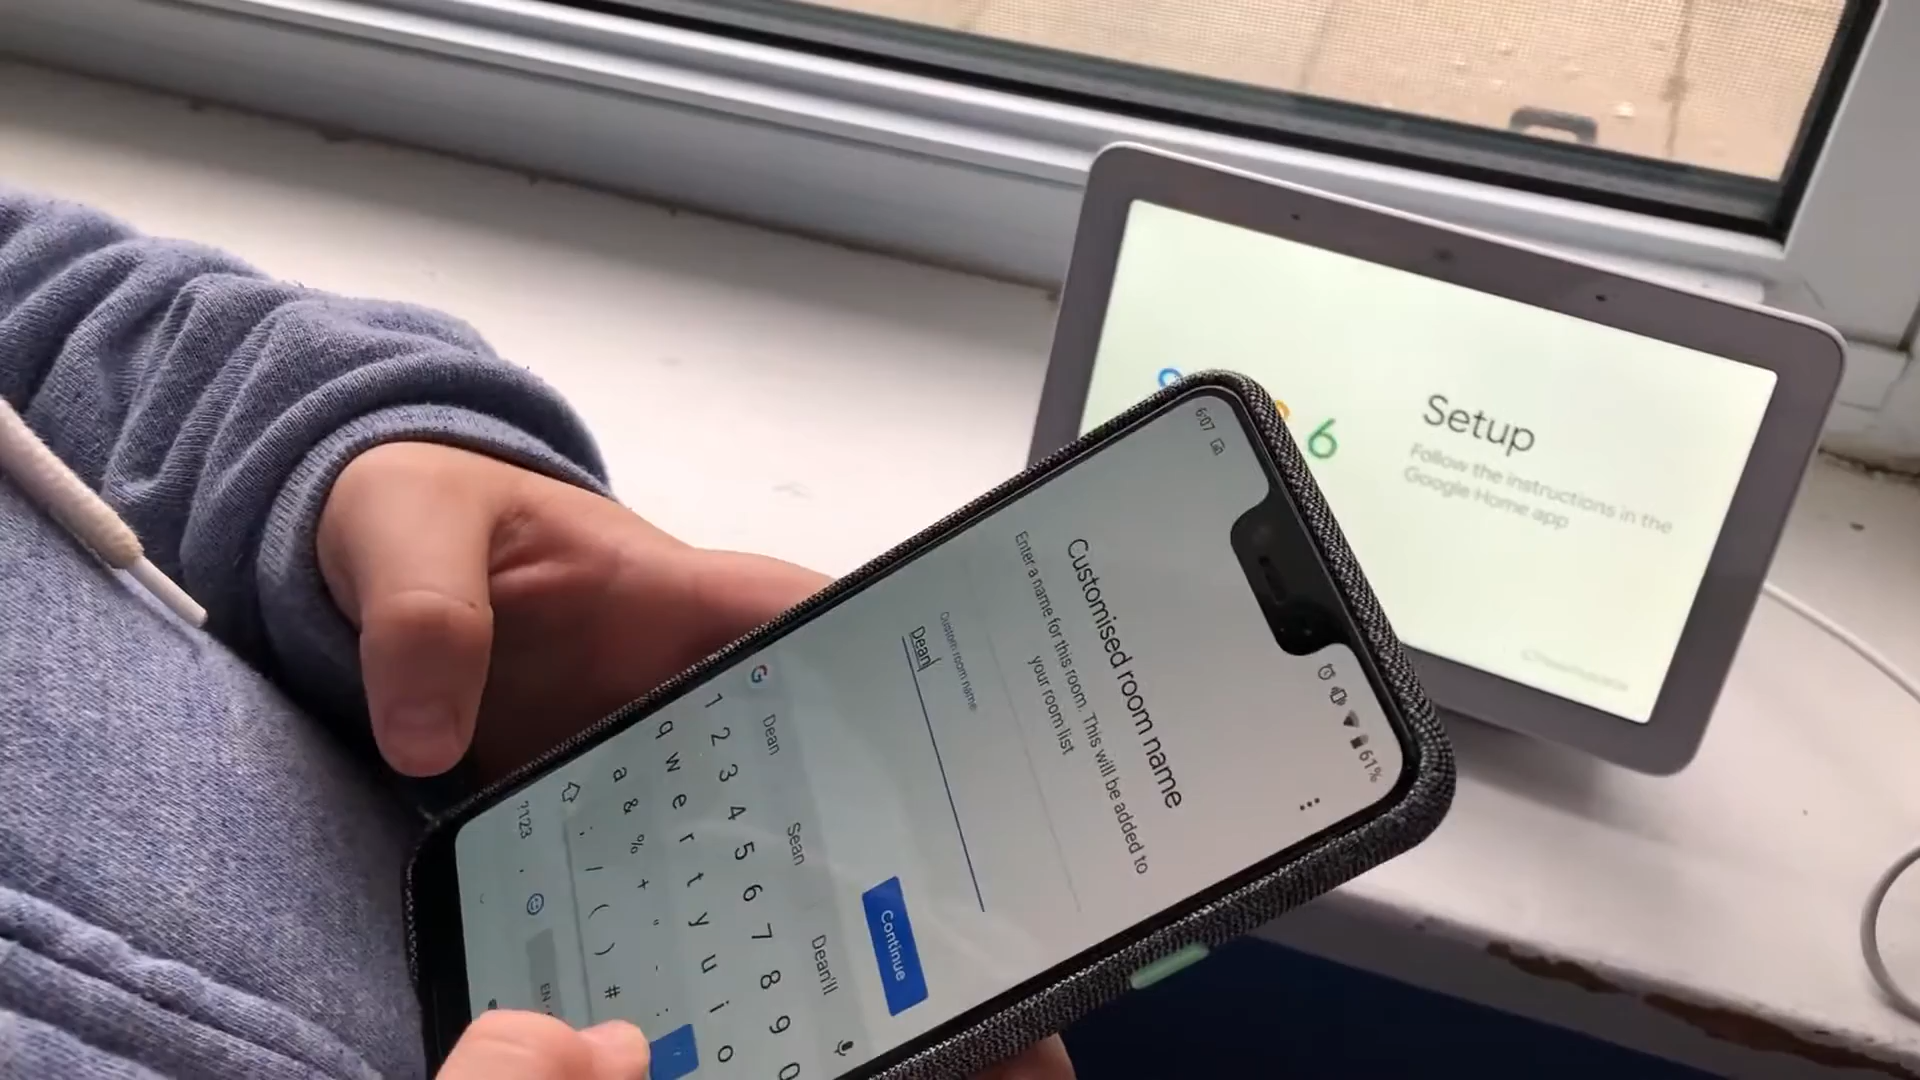 Setup
Follow the instructions in the
Google Home app
6:07
61%
Customised room name
Enter a name for this room. This will be added to
your room list
Custom room name
Dean
Continue
Dean Sean Dean'll
1 2 3 4 5 6 7 8 9 0
q w e r t y u i o
a & % + " - :
; / ( ) #
?123 , EN